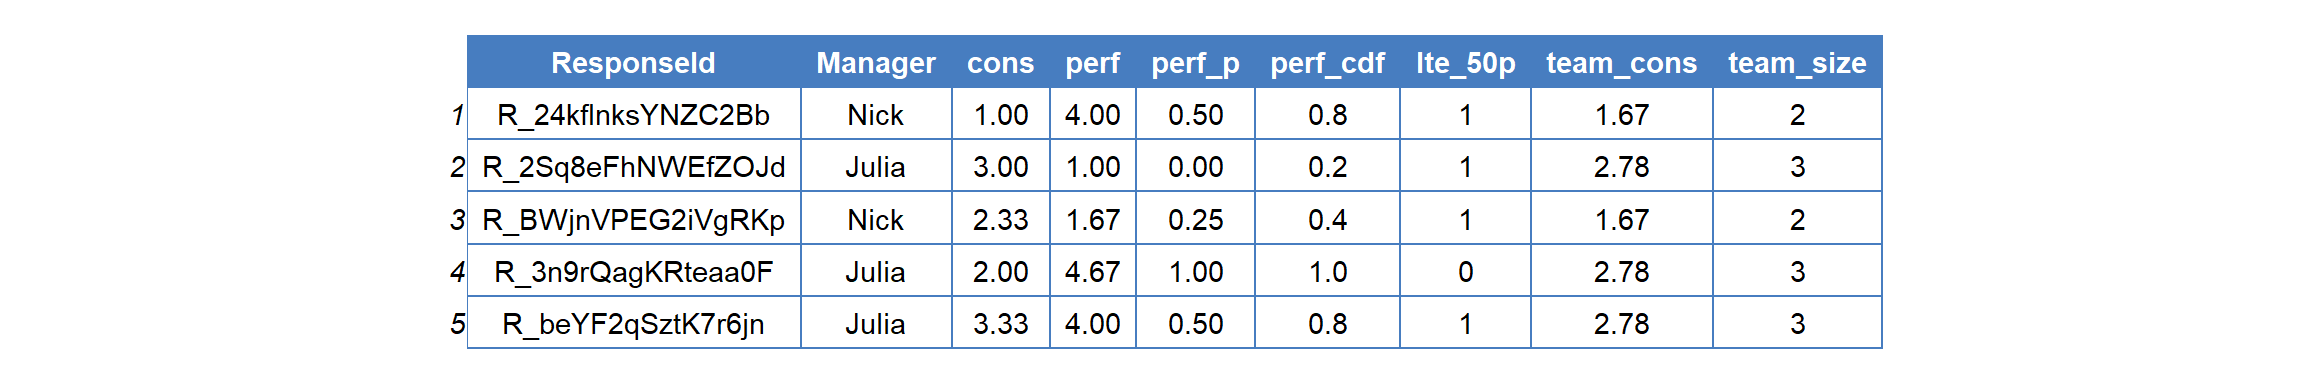 ResponseId Manager cons perf perf_p perf_cdf lte_50p team_cons team_size
1 R_24kflnksYNZC2Bb Nick 1.00 4.00 0.50 0.8 1 1.67 2
2 R_2Sq8eFhNWEfZOJd Julia 3.00 1.00 0.00 0.2 1 2.78 3
3 R_BWjnVPEG2iVgRKp Nick 2.33 1.67 0.25 0.4 1 1.67 2
4 R_3n9rQagKRteaa0F Julia 2.00 4.67 1.00 1.0 0 2.78 3
5 R_beYF2qSztK7r6jn Julia 3.33 4.00 0.50 0.8 1 2.78 3